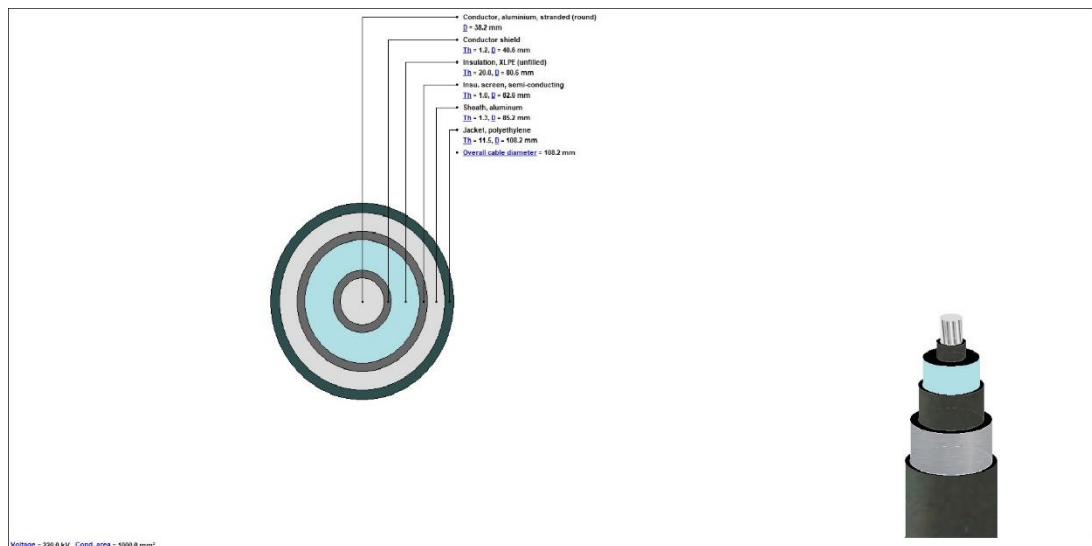 Conductor, aluminium, stranded (round)
D = 38.2 mm
Conductor shield
Th = 1.2, D = 40.6 mm
Insulation, XLPE (unfilled)
Th = 20.0, D = 80.6 mm
Insu. screen, semi-conducting
Th = 1.0, D = 82.6 mm
Sheath, aluminum
Th = 1.3, D = 85.2 mm
Jacket, polyethylene
Th = 11.5, D = 108.2 mm
Overall cable diameter = 108.2 mm
Voltage = 220.0 kV Cond. area = 1000.0 mm²